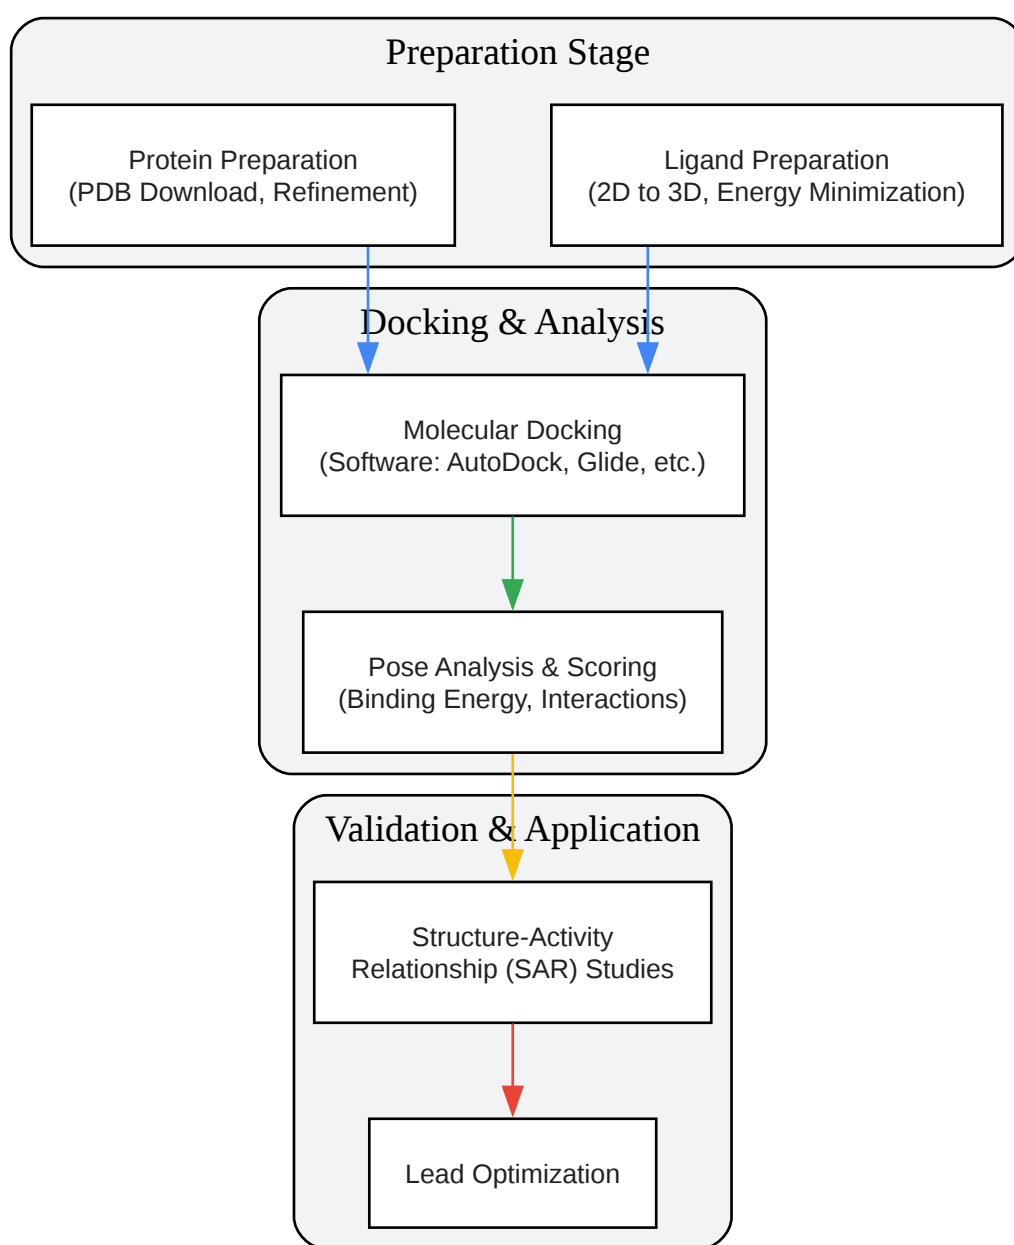 Preparation Stage
Protein Preparation
(PDB Download, Refinement)
Ligand Preparation
(2D to 3D, Energy Minimization)
Docking & Analysis
Molecular Docking
(Software: AutoDock, Glide, etc.)
Pose Analysis & Scoring
(Binding Energy, Interactions)
Validation & Application
Structure-Activity
Relationship (SAR) Studies
Lead Optimization